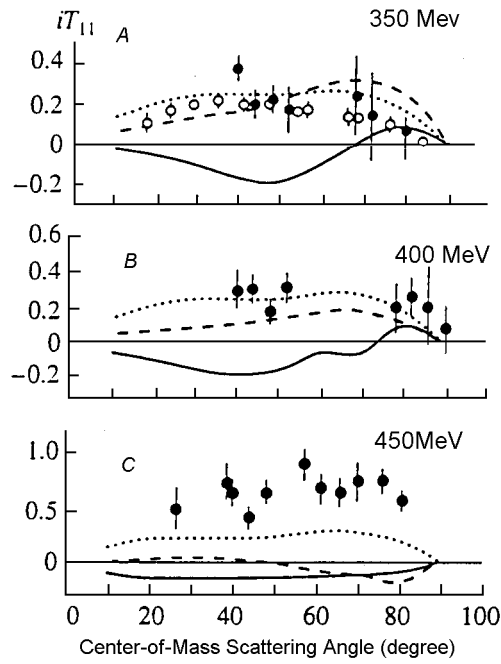 iT11
A
350 Mev
0.4
0.2
0
−0.2
0.6
B
400 MeV
0.4
0.2
0
−0.2
C
450MeV
1.0
0.5
0
0 20 40 60 80 100
Center-of-Mass Scattering Angle (degree)